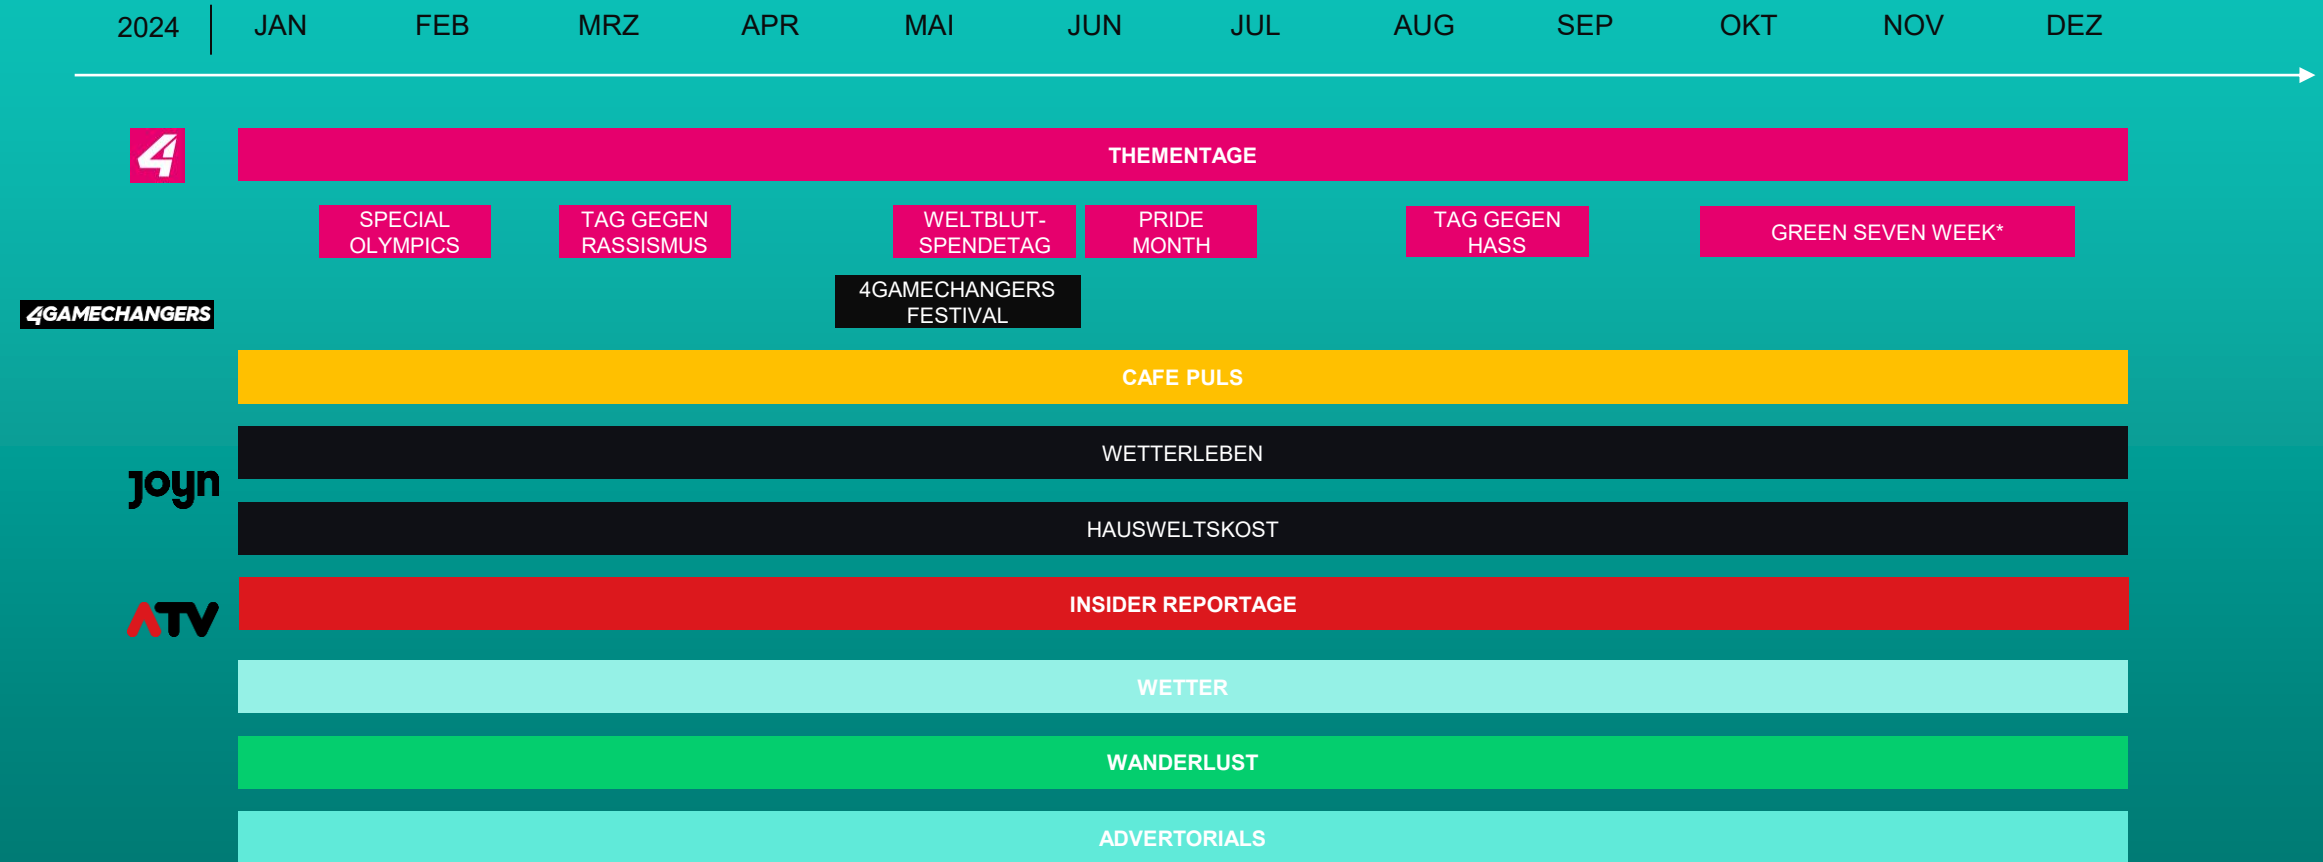 2024
JAN FEB MRZ APR MAI JUN JUL AUG SEP OKT NOV DEZ
4
THEMENTAGE
SPECIAL
OLYMPICS
TAG GEGEN
RASSISMUS
WELTBLUT-
SPENDETAG
PRIDE
MONTH
TAG GEGEN
HASS
GREEN SEVEN WEEK*
4GAMECHANGERS
4GAMECHANGERS
FESTIVAL
CAFE PULS
joyn
WETTERLEBEN
HAUSWELTSKOST
ATV
INSIDER REPORTAGE
WETTER
WANDERLUST
ADVERTORIALS